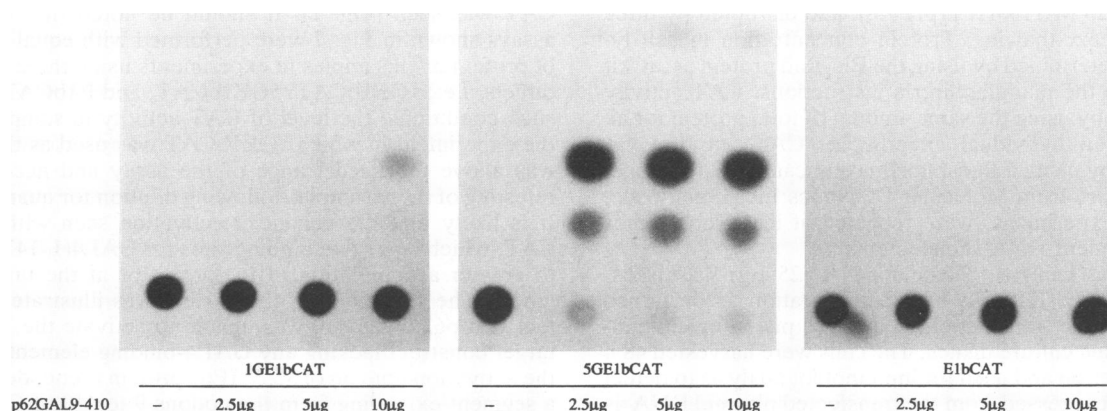 1GE1bCAT 5GE1bCAT E1bCAT
p62GAL9-410 – 2.5µg 5µg 10µg – 2.5µg 5µg 10µg – 2.5µg 5µg 10µg